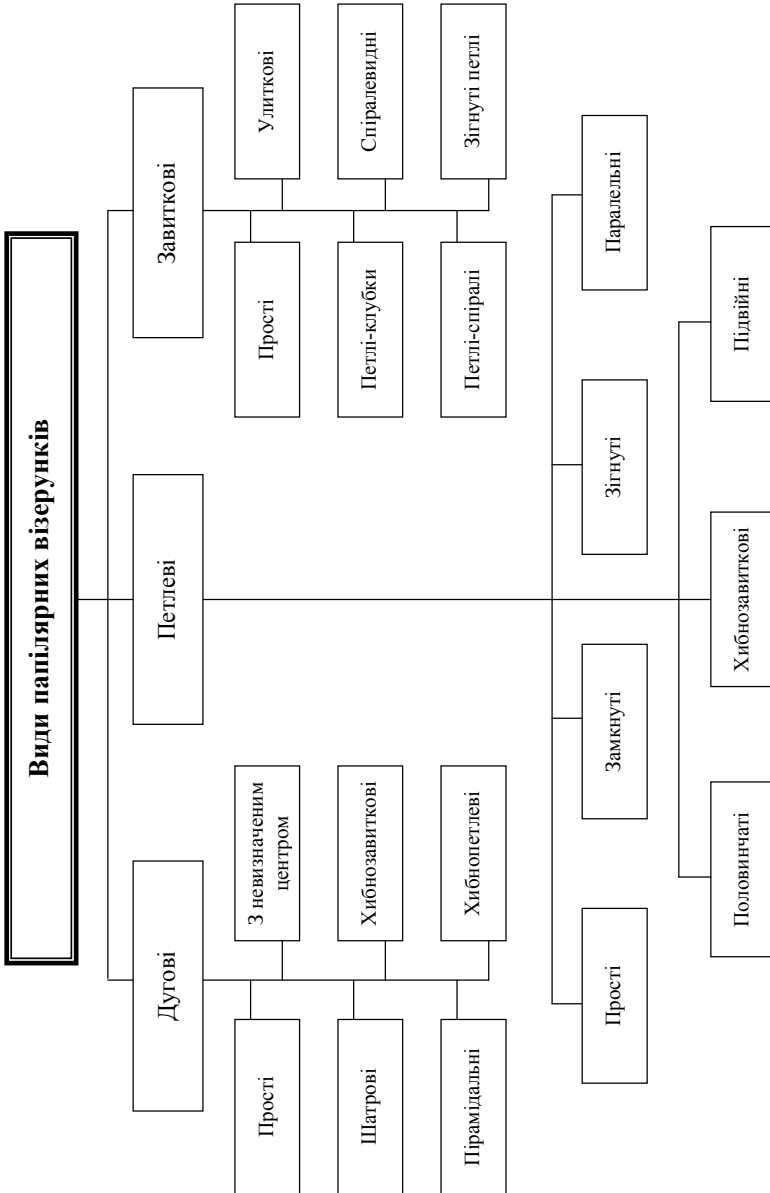 Види папілярних візерунків
Дугові
Петлеві
Завиткові
Прості
З невизначеним
центром
Шатрові
Хибнозавиткові
Пірамідальні
Хибнопетлеві
Прості
Улиткові
Петлі-клубки
Спіралевидні
Петлі-спіралі
Зігнуті петлі
Прості
Замкнуті
Зігнуті
Паралельні
Половинчаті
Хибнозавиткові
Підвійні